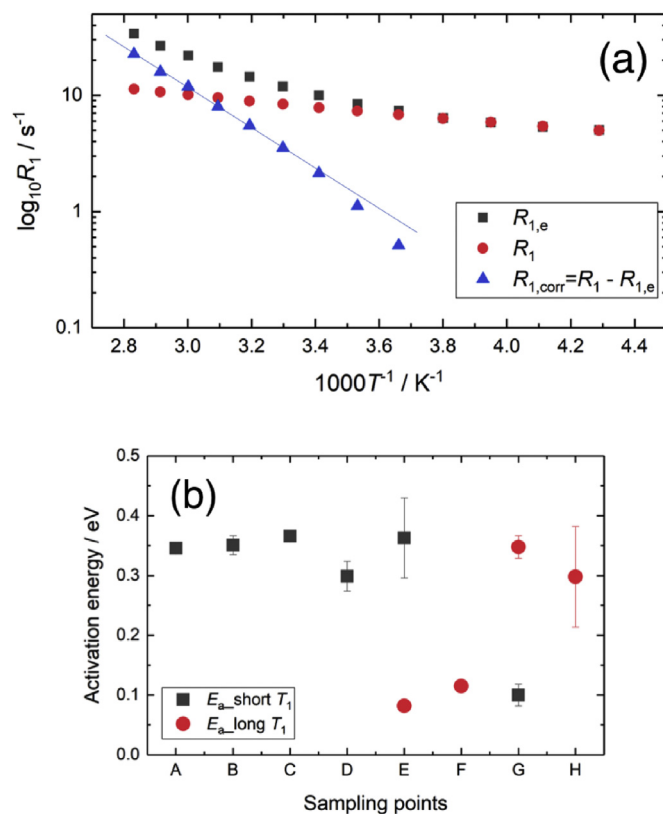 (a)
log₁₀R₁ / s⁻¹
10
1
0.1
R₁,ₑ
R₁
R₁,corr=R₁ - R₁,ₑ
2.8 3.0 3.2 3.4 3.6 3.8 4.0 4.2 4.4
1000T⁻¹ / K⁻¹
(b)
Activation energy / eV
0.5
0.4
0.3
0.2
0.1
0.0
Eₐ_short T₁
Eₐ_long T₁
A B C D E F G H
Sampling points